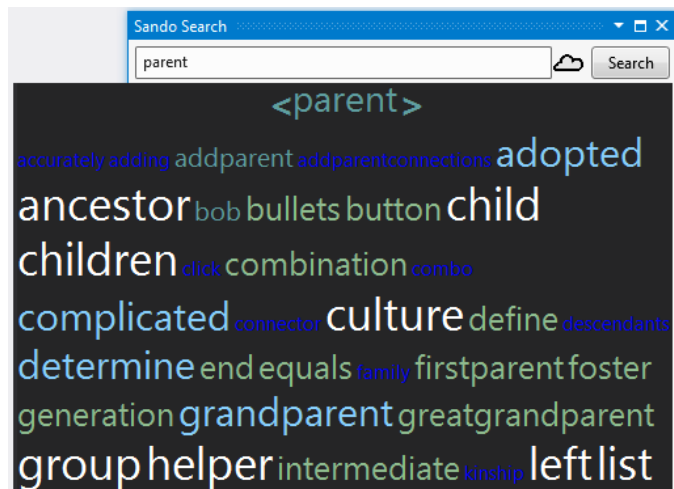 Sando Search
parent
Search
<parent>
accurately adding addparent addparentconnections adopted
ancestor bob bullets button child
children click combination combo
complicated connector culture define descendants
determine end equals family firstparent foster
generation grandparent greatgrandparent
group helper intermediate kinship left list